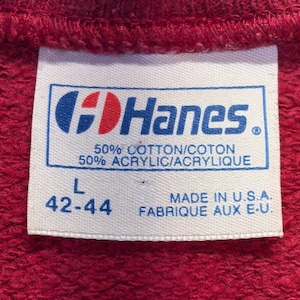 Hanes®
50% COTTON/COTON
50% ACRYLIC/ACRYLIQUE
L
42-44
MADE IN U.S.A.
FABRIQUE AUX E-U.